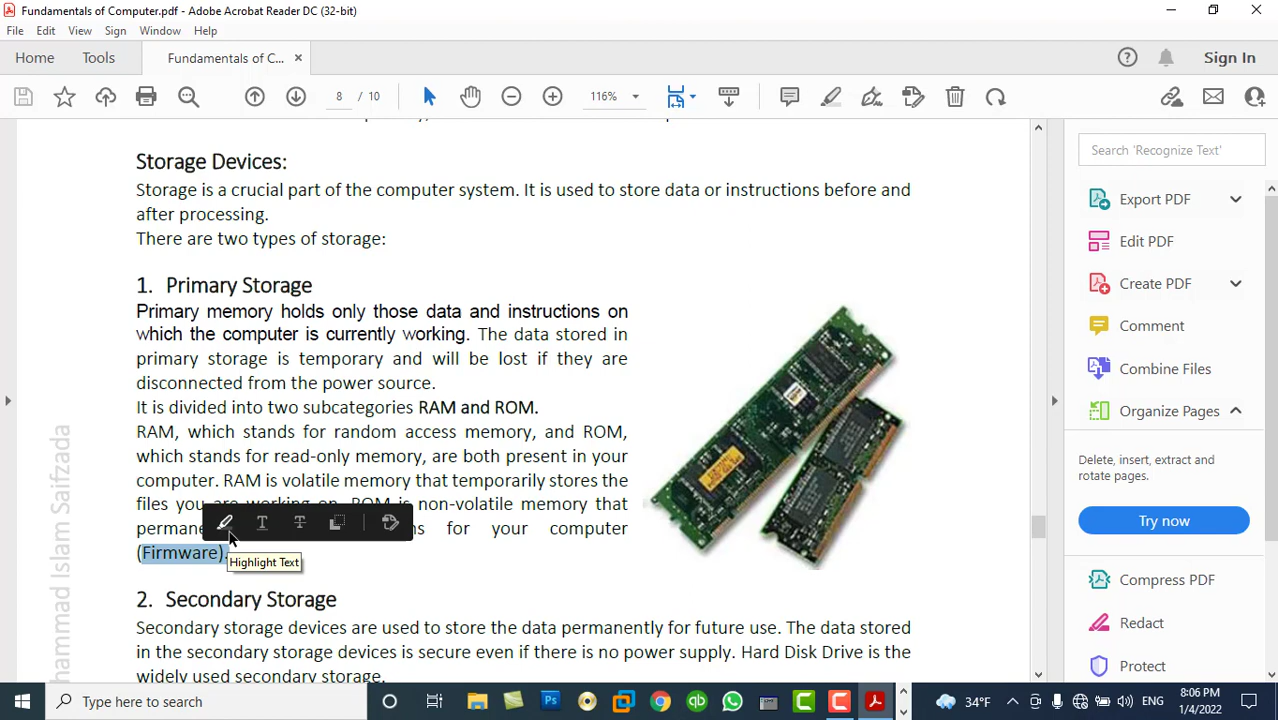 Fundamentals of Computer.pdf - Adobe Acrobat Reader DC (32-bit)
File Edit View Sign Window Help
Home Tools Fundamentals of C... × Sign In
8 / 10 116%
Storage Devices:
Storage is a crucial part of the computer system. It is used to store data or instructions before and
after processing.
There are two types of storage:
1. Primary Storage
Primary memory holds only those data and instructions on
which the computer is currently working. The data stored in
primary storage is temporary and will be lost if they are
disconnected from the power source.
It is divided into two subcategories RAM and ROM.
RAM, which stands for random access memory, and ROM,
which stands for read-only memory, are both present in your
computer. RAM is volatile memory that temporarily stores the
files you are working on. ROM is non-volatile memory that
for your computer
(Firmware).
Highlight Text
2. Secondary Storage
Secondary storage devices are used to store the data permanently for future use. The data stored
in the secondary storage devices is secure even if there is no power supply. Hard Disk Drive is the
widely used secondary storage.
hammad Islam Saifzada
Search 'Recognize Text'
Export PDF
Edit PDF
Create PDF
Comment
Combine Files
Organize Pages
Delete, insert, extract and
rotate pages.
Try now
Compress PDF
Redact
Protect
Type here to search
34°F ENG 8:06 PM
1/4/2022